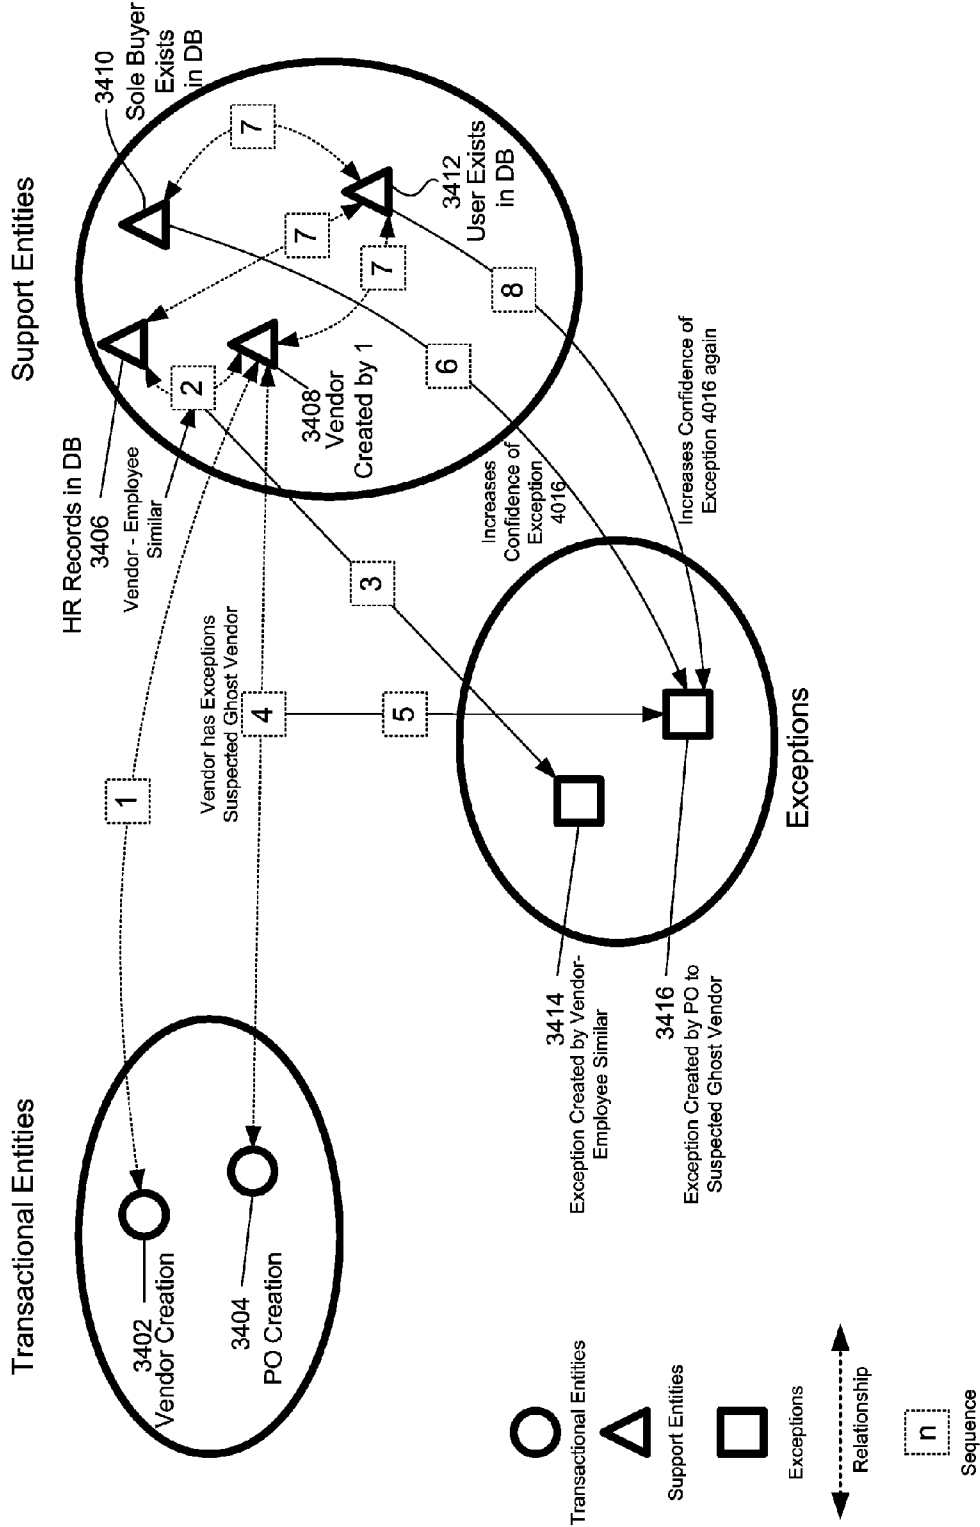 Transactional Entities
Support Entities
3402
Vendor Creation
3404
PO Creation
1
Vendor has Exceptions
Suspected Ghost Vendor
4
5
3
HR Records in DB
3406
Vendor - Employee
Similar
2
3408
Vendor
Created by 1
3410
Sole Buyer
Exists
in DB
7
7
7
3412
User Exists
in DB
6
8
Increases
Confidence of
Exception
4016
Increases Confidence of
Exception 4016 again
3414
Exception Created by Vendor-
Employee Similar
3416
Exception Created by PO to
Suspected Ghost Vendor
Exceptions
Transactional Entities
Support Entities
Exceptions
Relationship
n
Sequence